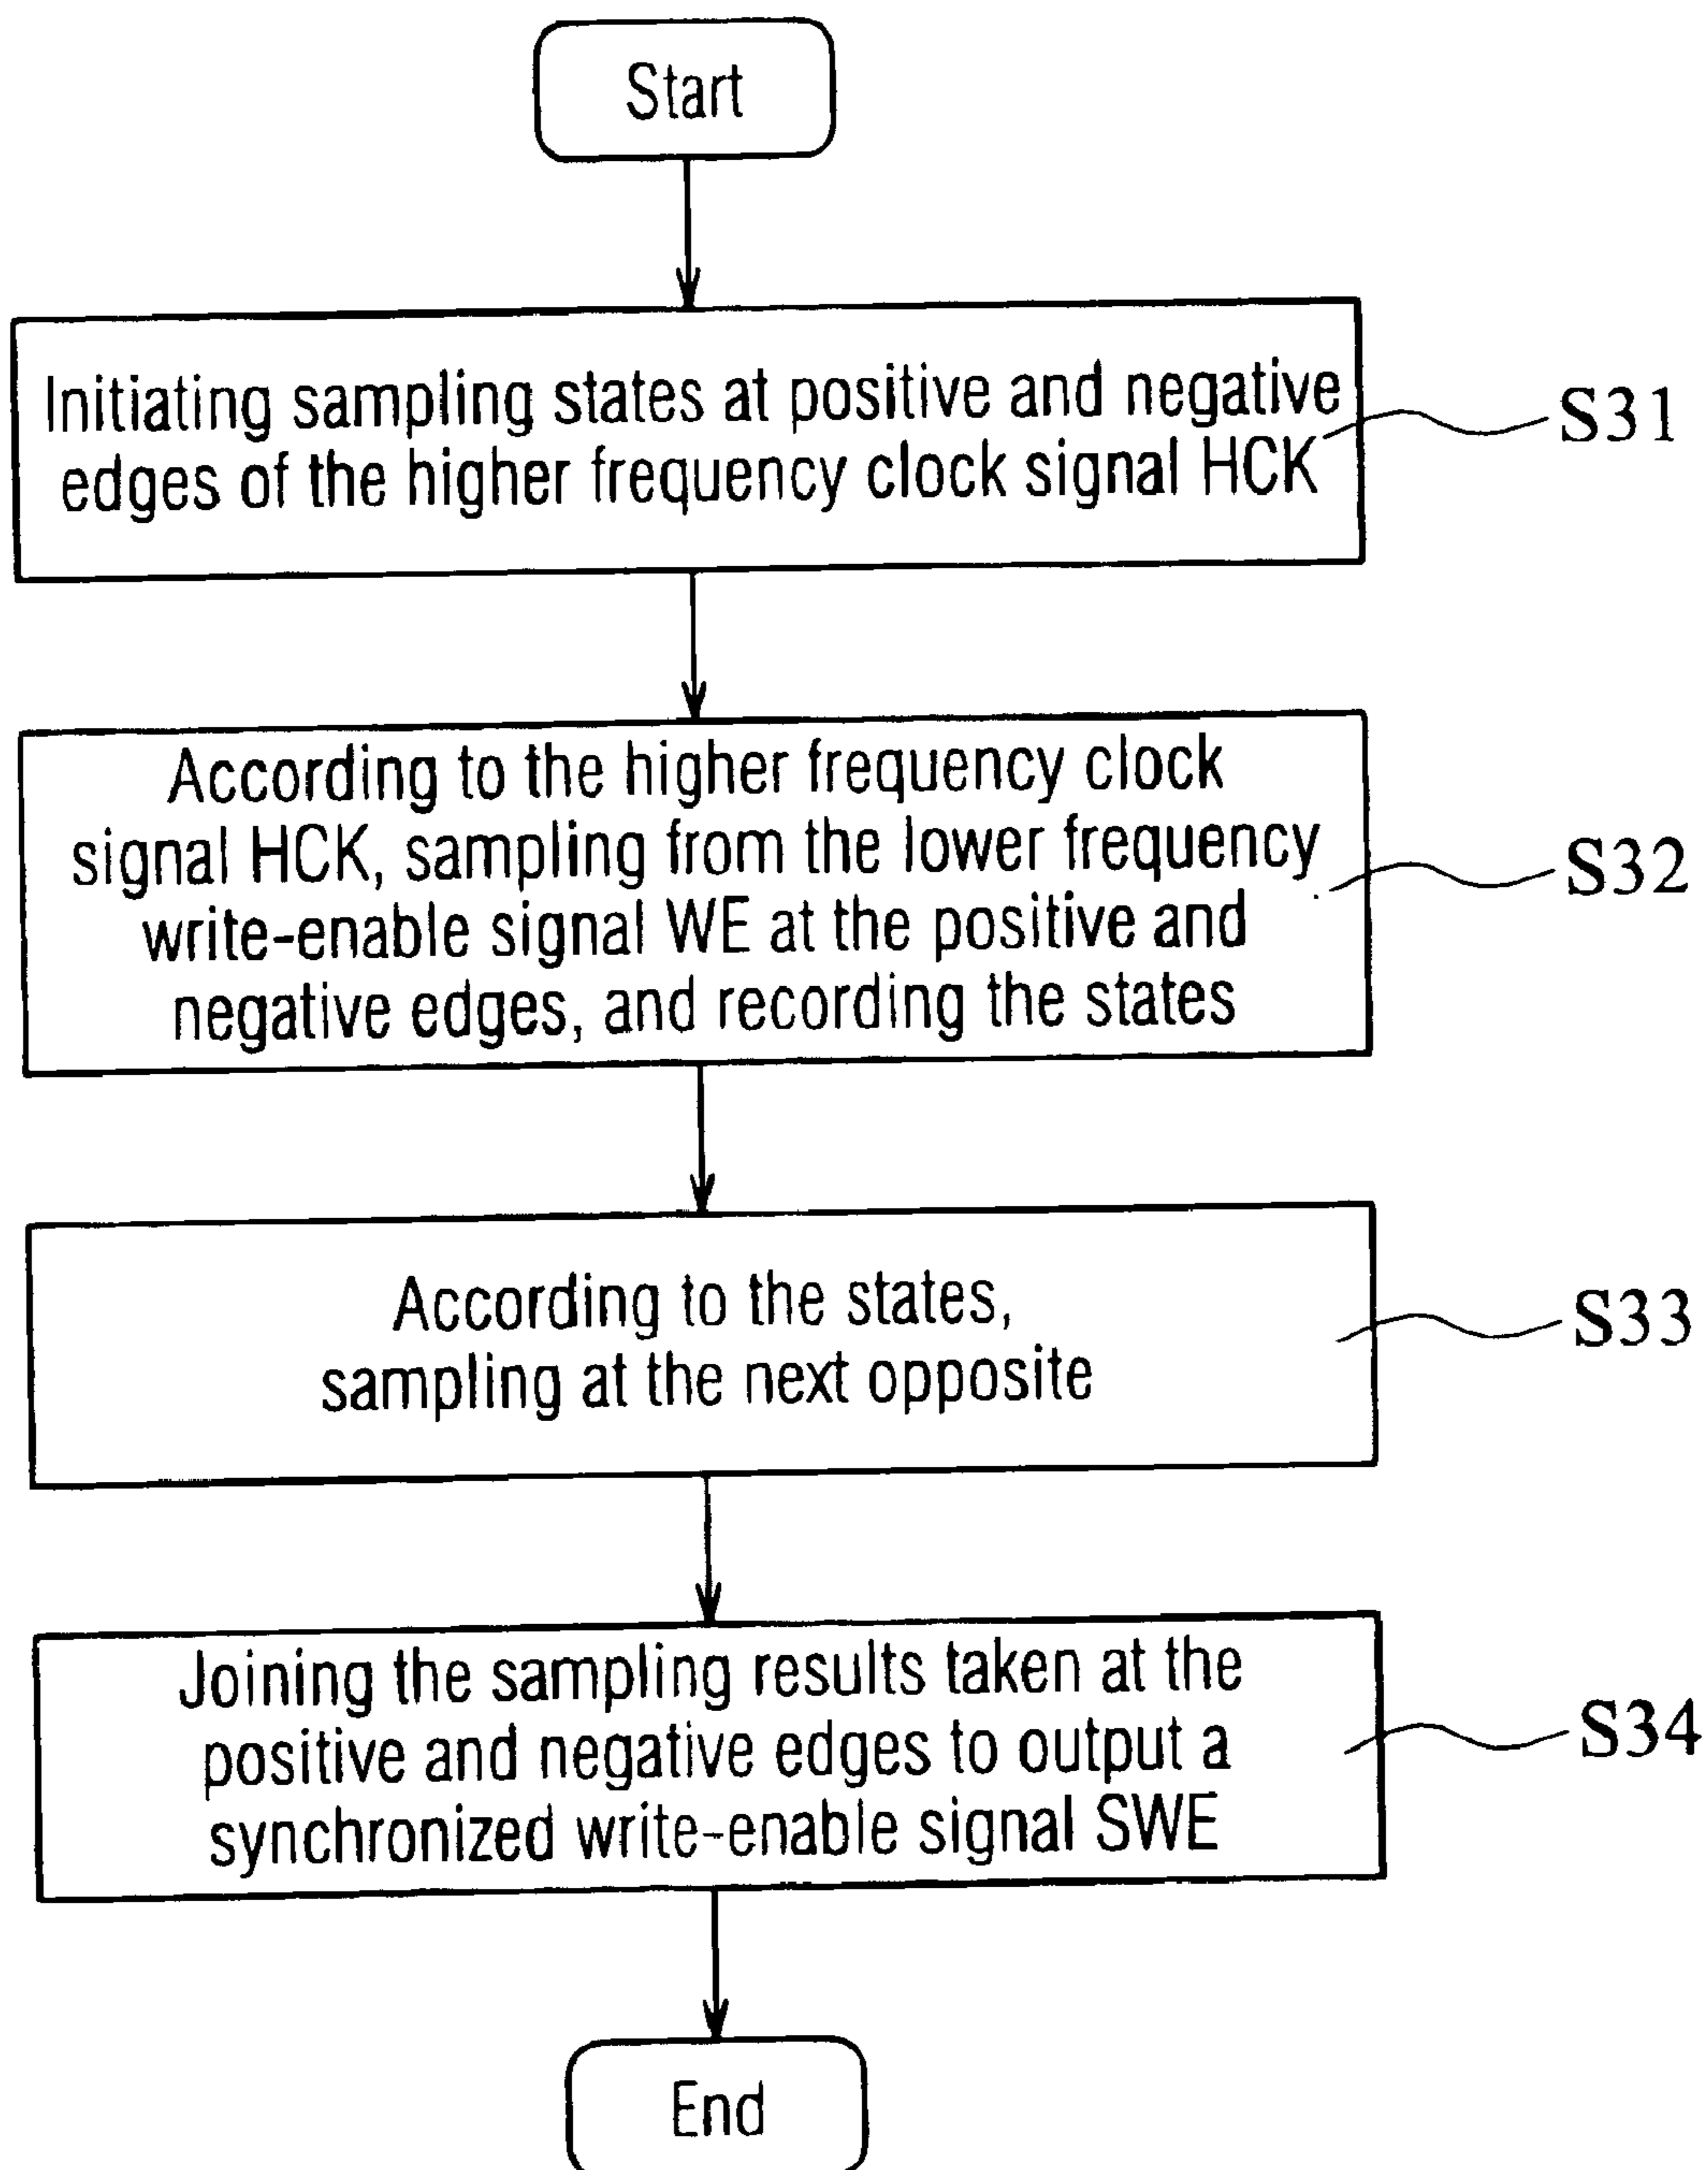 Start
Initiating sampling states at positive and negative
edges of the higher frequency clock signal HCK
S31
According to the higher frequency clock
signal HCK, sampling from the lower frequency
write-enable signal WE at the positive and
negative edges, and recording the states
S32
According to the states,
sampling at the next opposite
S33
Joining the sampling results taken at the
positive and negative edges to output a
synchronized write-enable signal SWE
S34
End